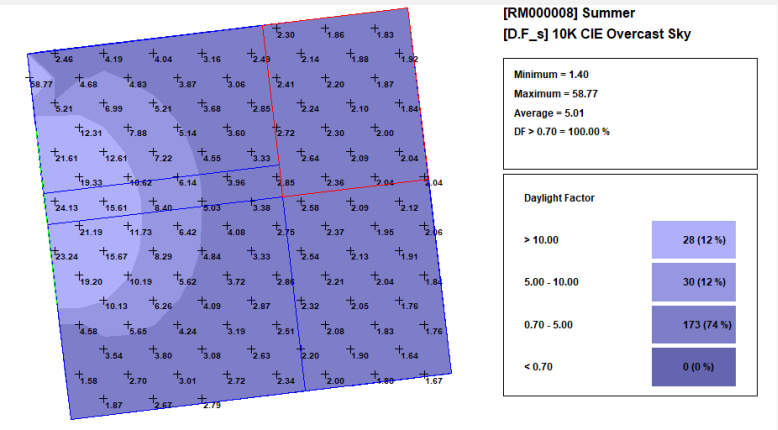 [RM000008] Summer
[D.F_s] 10K CIE Overcast Sky
Minimum = 1.40
Maximum = 58.77
Average = 5.01
DF > 0.70 = 100.00 %
Daylight Factor
> 10.00 28 (12 %)
5.00 - 10.00 30 (12 %)
0.70 - 5.00 173 (74 %)
< 0.70 0 (0 %)
2.30 1.86 1.83
2.46 4.19 4.04 3.16 2.49 2.14 1.88 1.92
58.77 4.68 4.83 3.87 3.06 2.41 2.20 1.87
5.21 6.99 5.21 3.68 2.85 2.24 2.10 1.84
12.31 7.88 5.14 3.60 2.72 2.30 2.00
21.61 12.61 7.22 4.55 3.33 2.64 2.09 2.04
19.33 10.62 6.14 3.96 2.85 2.36 2.04 2.04
24.13 15.61 8.40 5.03 3.38 2.58 2.09 2.12
21.19 11.73 6.42 4.08 2.75 2.37 1.95 2.06
23.24 15.67 8.29 4.84 3.33 2.54 2.13 1.91
19.20 10.19 5.62 3.72 2.86 2.21 2.04 1.84
10.13 6.26 4.09 2.87 2.32 2.05 1.76
4.58 5.65 4.24 3.19 2.51 2.08 1.83 1.76
3.54 3.80 3.08 2.63 2.20 1.90 1.64
1.58 2.70 3.01 2.72 2.34 2.00 1.67
1.87 2.67 2.79